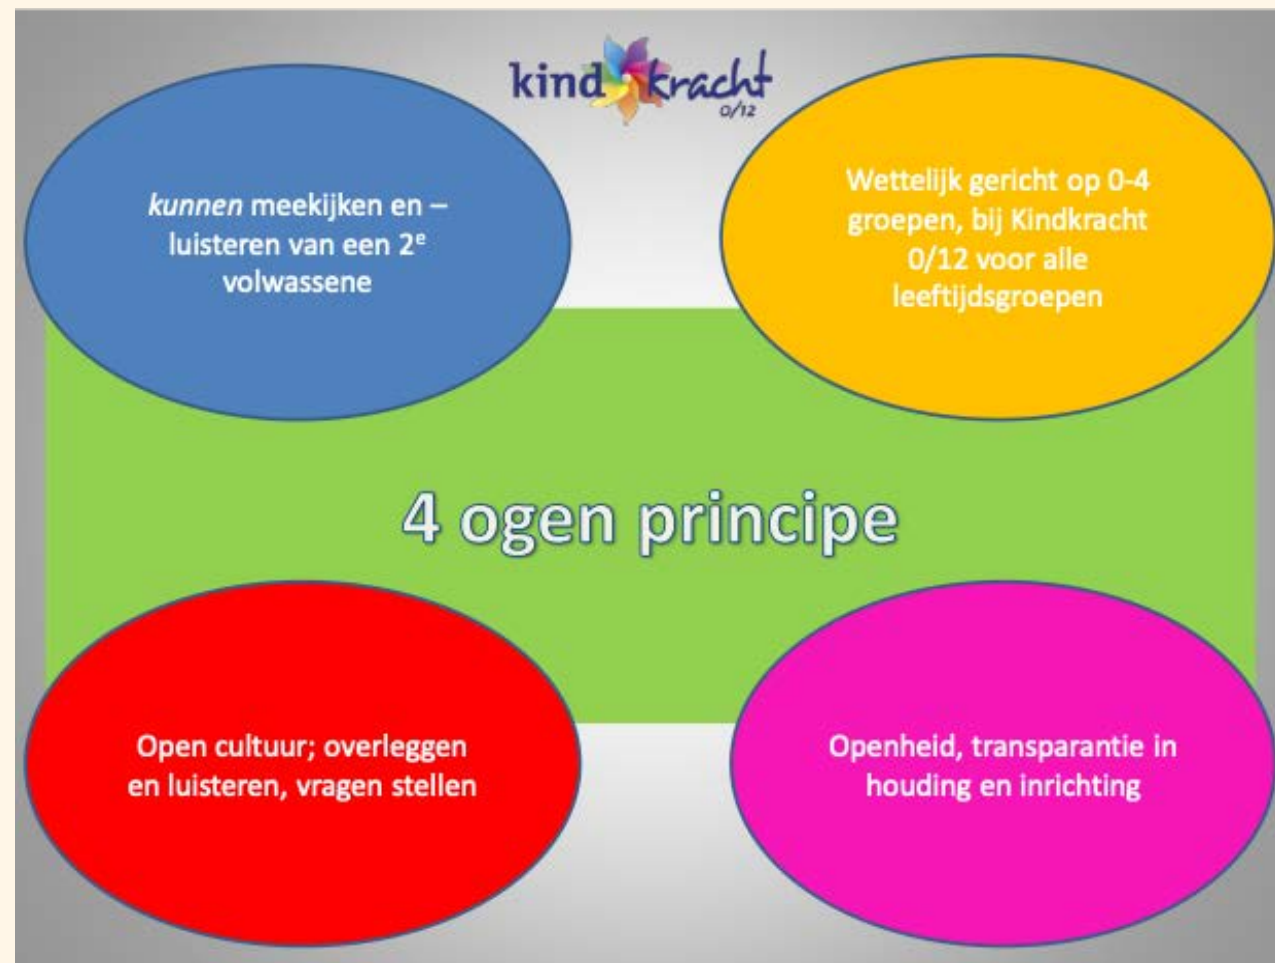 kind kracht
0/12
kunnen meekijken en –
luisteren van een 2e
volwassene
Wettelijk gericht op 0-4
groepen, bij Kindkracht
0/12 voor alle
leeftijdsgroepen
4 ogen principe
Open cultuur; overleggen
en luisteren, vragen stellen
Openheid, transparantie in
houding en inrichting